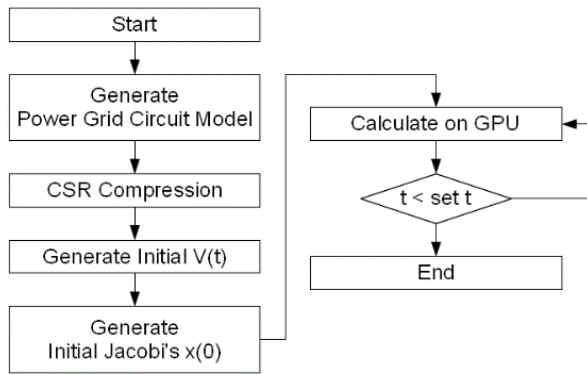 Start
Generate
Power Grid Circuit Model
CSR Compression
Generate Initial V(t)
Generate
Initial Jacobi's x(0)
Calculate on GPU
t < set t
End